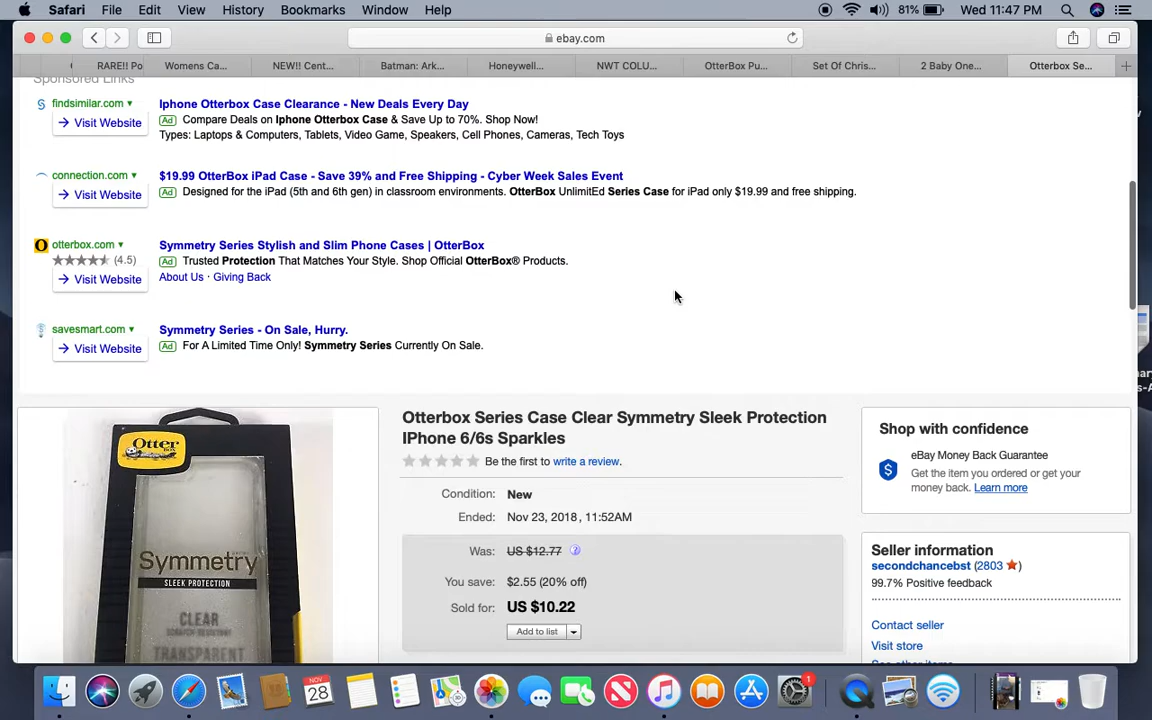 Safari File Edit View History Bookmarks Window Help 81% Wed 11:47 PM
ebay.com
RARE!! Po Womens Ca... NEW!! Cent... Batman: Ark... Honeywell... NWT COLU... OtterBox Pu... Set Of Chris... 2 Baby One... Otterbox Se...
Sponsored Links
findsimilar.com Iphone Otterbox Case Clearance - New Deals Every Day
Visit Website Ad Compare Deals on Iphone Otterbox Case & Save Up to 70%. Shop Now!
Types: Laptops & Computers, Tablets, Video Game, Speakers, Cell Phones, Cameras, Tech Toys
connection.com $19.99 OtterBox iPad Case - Save 39% and Free Shipping - Cyber Week Sales Event
Visit Website Ad Designed for the iPad (5th and 6th gen) in classroom environments. OtterBox UnlimitEd Series Case for iPad only $19.99 and free shipping.
otterbox.com Symmetry Series Stylish and Slim Phone Cases | OtterBox
(4.5) Ad Trusted Protection That Matches Your Style. Shop Official OtterBox® Products.
Visit Website About Us · Giving Back
savesmart.com Symmetry Series - On Sale, Hurry.
Visit Website Ad For A Limited Time Only! Symmetry Series Currently On Sale.
Otter
Box
Symmetry
SLEEK PROTECTION
CLEAR
SCRATCH-RESISTANT
TRANSPARENT
Otterbox Series Case Clear Symmetry Sleek Protection
IPhone 6/6s Sparkles
Be the first to write a review.
Condition: New
Ended: Nov 23, 2018 , 11:52AM
Was: US $12.77
You save: $2.55 (20% off)
Sold for: US $10.22
Add to list
Shop with confidence
eBay Money Back Guarantee
Get the item you ordered or get your
money back. Learn more
Seller information
secondchancebst (2803)
99.7% Positive feedback
Contact seller
Visit store
See other items
NOV
28
1